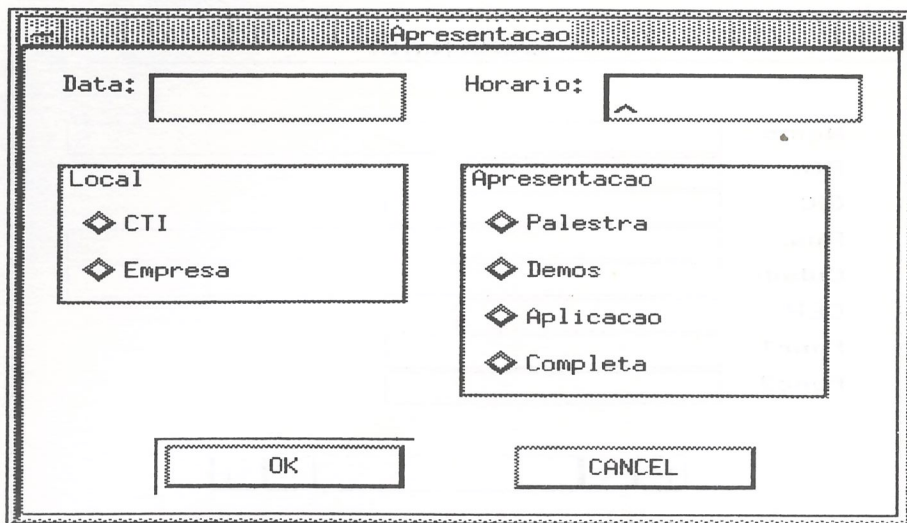 Apresentacao
Data:
Horario:
Local
CTI
Empresa
Apresentacao
Palestra
Demos
Aplicacao
Completa
OK
CANCEL